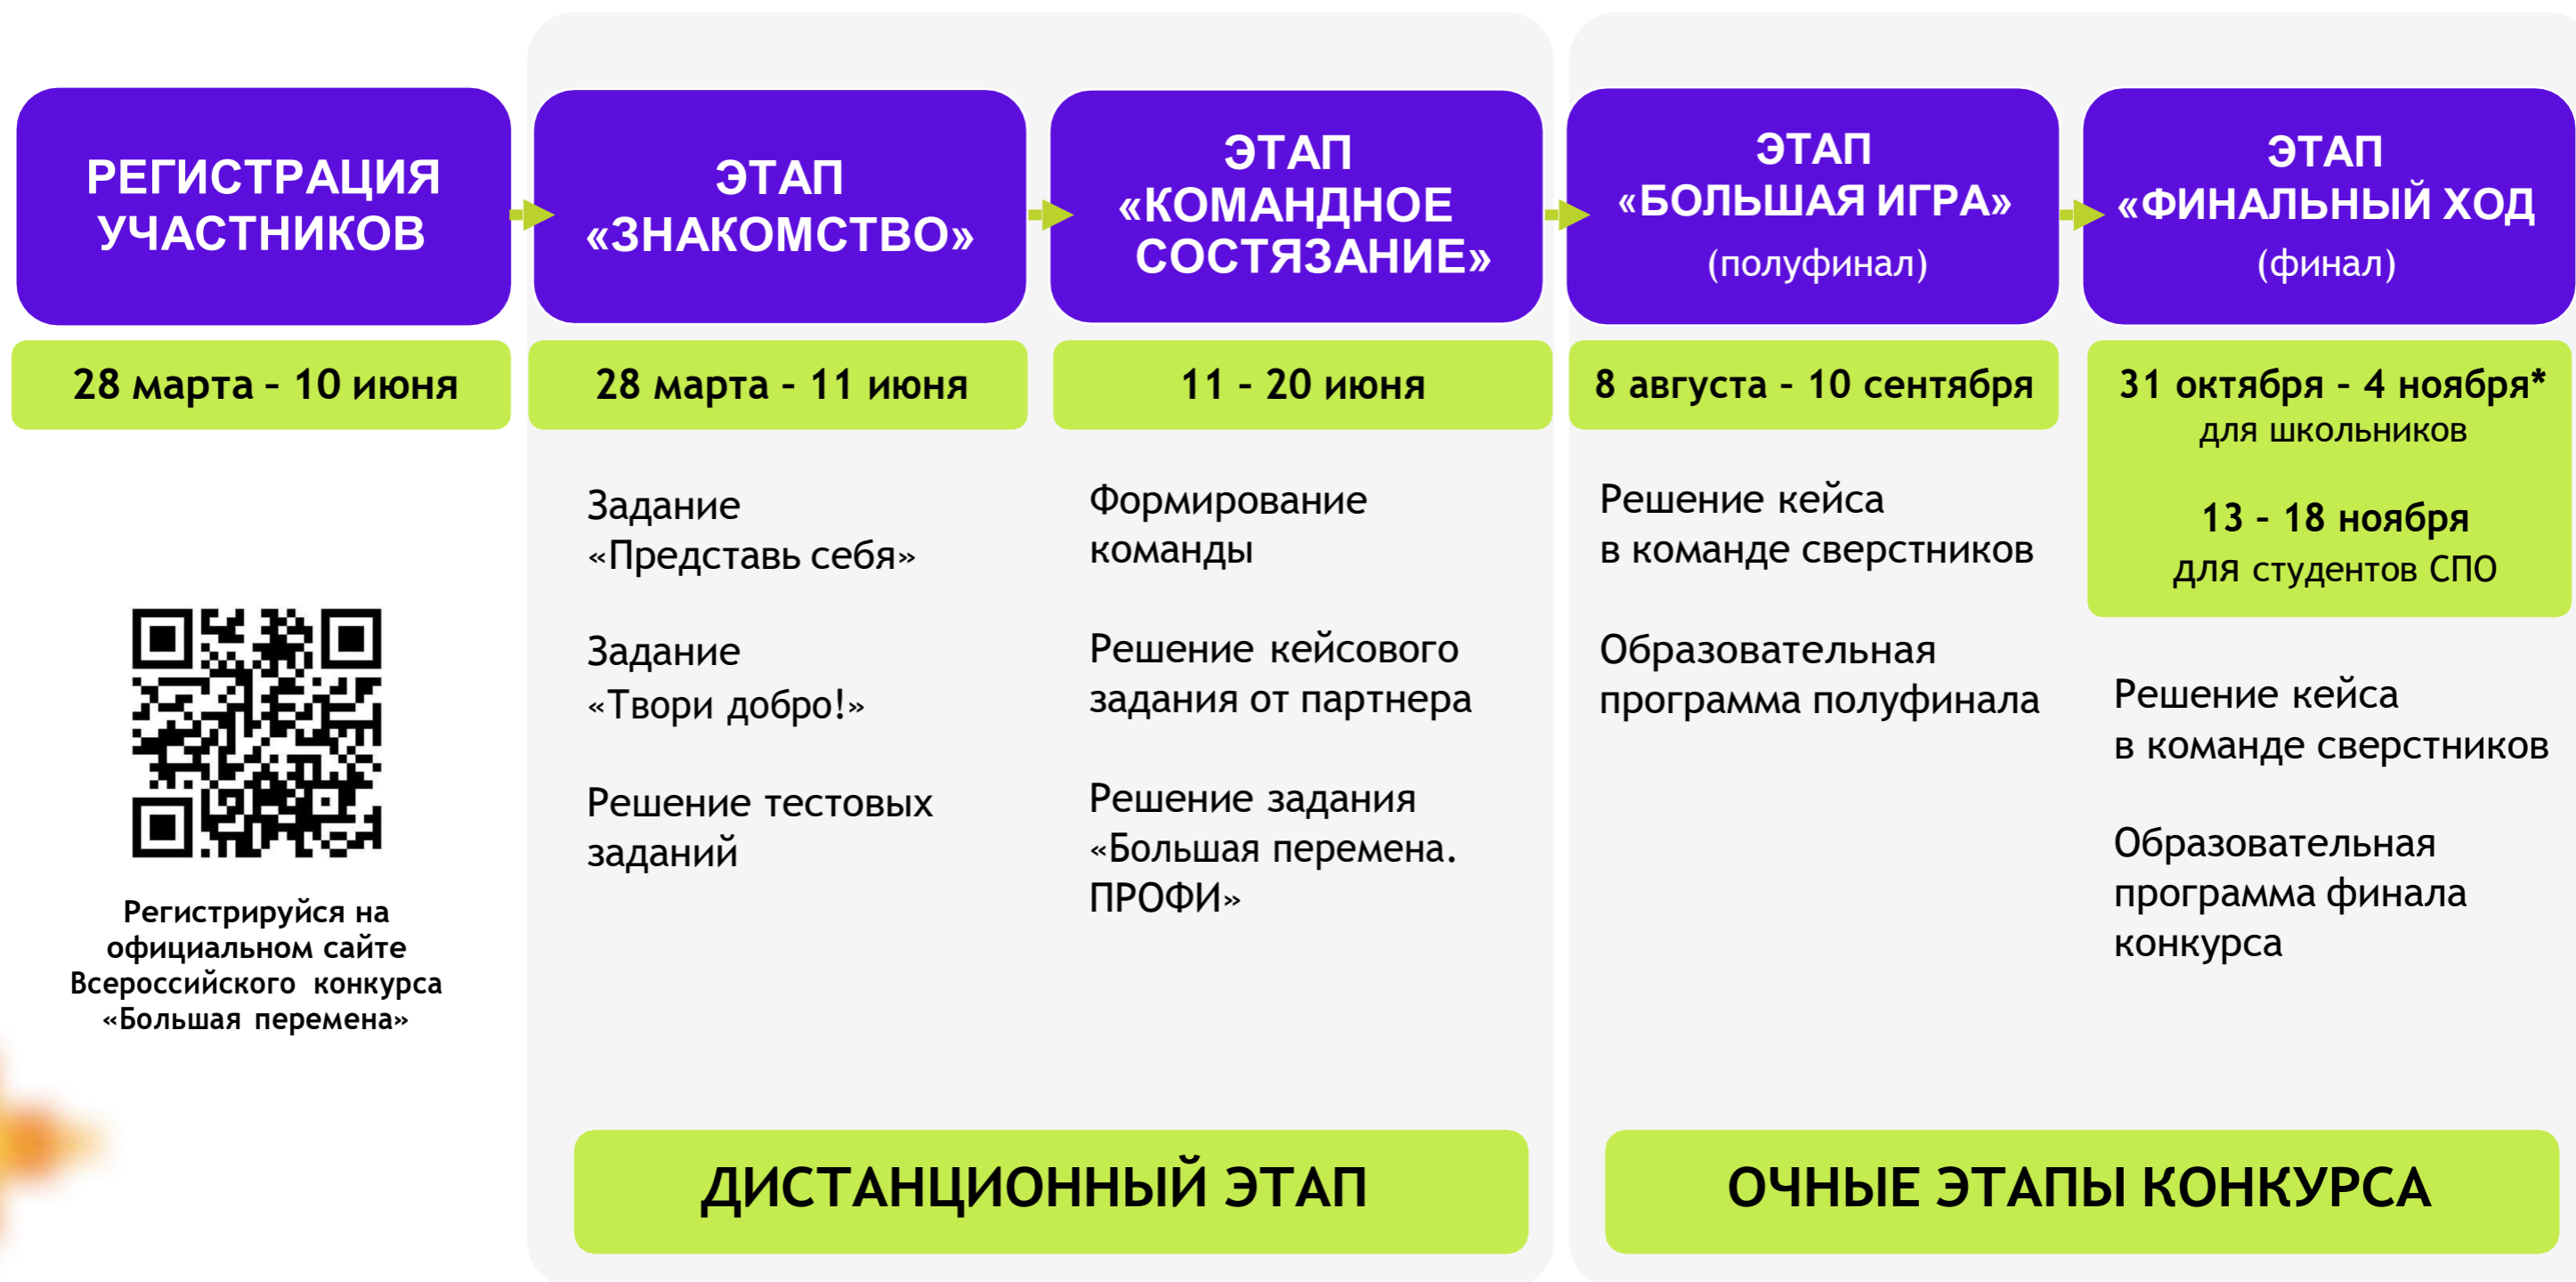 РЕГИСТРАЦИЯ
УЧАСТНИКОВ
28 марта – 10 июня
Регистрируйся на
официальном сайте
Всероссийского конкурса
«Большая перемена»
ЭТАП
«ЗНАКОМСТВО»
28 марта – 11 июня
Задание
«Представь себя»
Задание
«Твори добро!»
Решение тестовых
заданий
ЭТАП
«КОМАНДНОЕ
СОСТЯЗАНИЕ»
11 – 20 июня
Формирование
команды
Решение кейсового
задания от партнера
Решение задания
«Большая перемена.
ПРОФИ»
ДИСТАНЦИОННЫЙ ЭТАП
ЭТАП
«БОЛЬШАЯ ИГРА»
(полуфинал)
8 августа – 10 сентября
Решение кейса
в команде сверстников
Образовательная
программа полуфинала
ЭТАП
«ФИНАЛЬНЫЙ ХОД
(финал)
31 октября – 4 ноября*
для школьников
13 – 18 ноября
для студентов СПО
Решение кейса
в команде сверстников
Образовательная
программа финала
конкурса
ОЧНЫЕ ЭТАПЫ КОНКУРСА